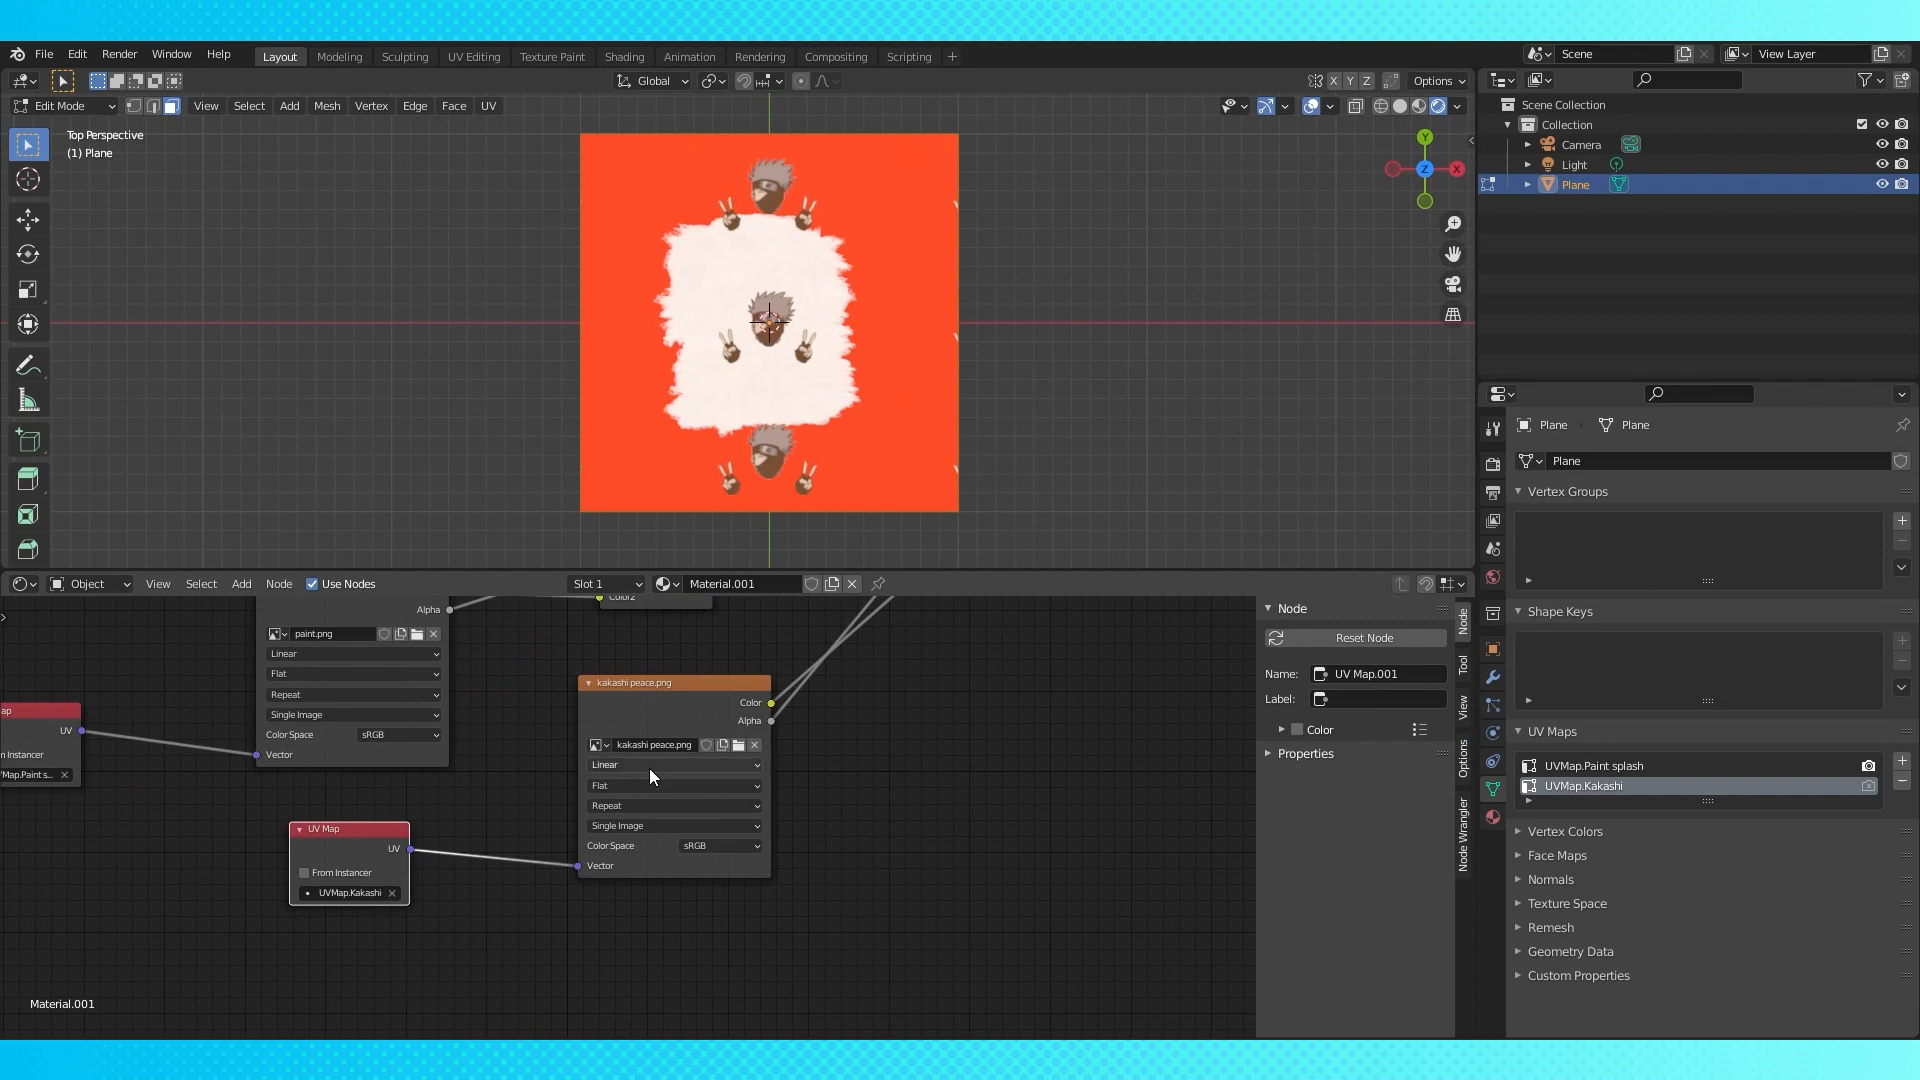 File Edit Render Window Help Layout Modeling Sculpting UV Editing Texture Paint Shading Animation Rendering Compositing Scripting + Scene View Layer
Global X Y Z Options
Edit Mode View Select Add Mesh Vertex Edge Face UV
Top Perspective
(1) Plane
Y
Z X
Scene Collection
Collection
Camera
Light
Plane
Plane Plane
Plane
Vertex Groups
Shape Keys
UV Maps
UVMap.Paint splash
UVMap.Kakashi
Vertex Colors
Face Maps
Normals
Texture Space
Remesh
Geometry Data
Custom Properties
Object View Select Add Node Use Nodes Slot 1 Material.001
Color2
Alpha
paint.png
Linear
Flat
Repeat
Single Image
Color Space sRGB
Vector
ap
UV
n Instancer
/Map.Paint s...
kakashi peace.png
Color
Alpha
kakashi peace.png
Linear
Flat
Repeat
Single Image
Color Space sRGB
Vector
UV Map
UV
From Instancer
UVMap.Kakashi
Material.001
Node
Reset Node
Name: UV Map.001
Label:
Color
Properties
Node
Tool
View
Options
Node Wrangler